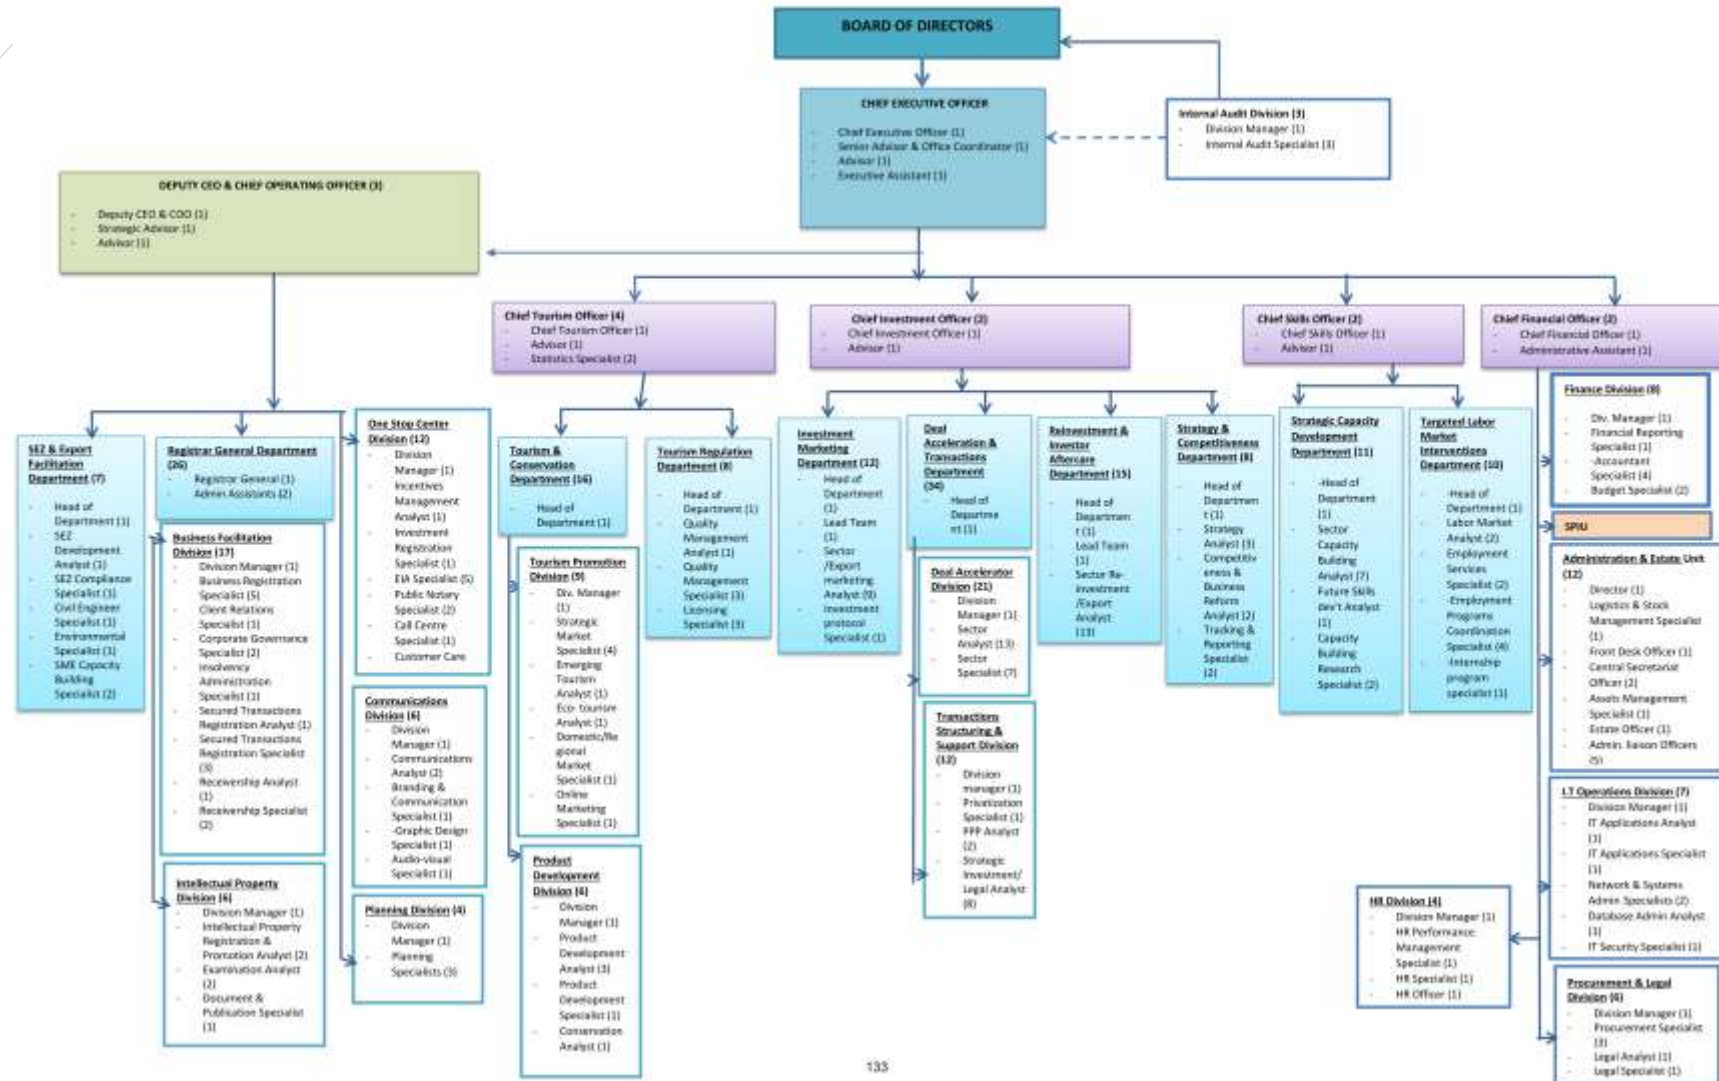 BOARD OF DIRECTORS
CHIEF EXECUTIVE OFFICER
- Chief Executive Officer (1)
- Senior Advisor & Office Coordinator (1)
- Advisor (1)
- Executive Assistant (1)
Internal Audit Division (3)
- Division Manager (1)
- Internal Audit Specialist (3)
DEPUTY CEO & CHIEF OPERATING OFFICER (3)
- Deputy CEO & COO (1)
- Strategic Advisor (1)
- Advisor (1)
Chief Tourism Officer (4)
- Chief Tourism Officer (1)
- Advisor (1)
- Statistics Specialist (2)
Chief Investment Officer (2)
- Chief Investment Officer (1)
- Advisor (1)
Chief Skills Officer (2)
- Chief Skills Officer (1)
- Advisor (1)
Chief Financial Officer (2)
- Chief Financial Officer (1)
- Administrative Assistant (1)
SEZ & Export
Facilitation
Department (7)
- Head of
Department (1)
- SEZ
Development
Analyst (1)
- SEZ Compliance
Specialist (1)
- Civil Engineer
Specialist (1)
- Environmental
Specialist (1)
- SME Capacity
Building
Specialist (2)
Registrar General Department
(26)
- Registrar General (1)
- Admin Assistants (2)
Business Facilitation
Division (17)
- Division Manager (1)
- Business Registration
Specialist (5)
- Client Relations
Specialist (1)
- Corporate Governance
Specialist (2)
- Insolvency
Administration
Specialist (1)
- Secured Transactions
Registration Analyst (1)
- Secured Transactions
Registration Specialist
(3)
- Receivership Analyst
(1)
- Receivership Specialist
(2)
Intellectual Property
Division (6)
- Division Manager (1)
- Intellectual Property
Registration &
Promotion Analyst (2)
- Examination Analyst
(2)
- Document &
Publication Specialist
(1)
One Stop Center
Division (12)
- Division
Manager (1)
- Incentives
Management
Analyst (1)
- Investment
Registration
Specialist (1)
- EIA Specialist (5)
- Public Notary
Specialist (2)
- Call Centre
Specialist (1)
- Customer Care
Communications
Division (6)
- Division
Manager (1)
- Communications
Analyst (2)
- Branding &
Communication
Specialist (1)
- -Graphic Design
Specialist (1)
- Audio-visual
Specialist (1)
Planning Division (4)
- Division
Manager (1)
- Planning
Specialists (3)
Tourism &
Conservation
Department (16)
- Head of
Department (1)
Tourism Promotion
Division (9)
- Div. Manager
(1)
- Strategic
Market
Specialist (4)
- Emerging
Tourism
Analyst (1)
- Eco- tourism
Analyst (1)
- Domestic/Re
gional
Market
Specialist (1)
- Online
Marketing
Specialist (1)
Product
Development
Division (6)
- Division
Manager (1)
- Product
Development
Analyst (3)
- Product
Development
Specialist (1)
- Conservation
Analyst (1)
Tourism Regulation
Department (8)
- Head of
Department (1)
- Quality
Management
Analyst (1)
- Quality
Management
Specialist (3)
- Licensing
Specialist (3)
Investment
Marketing
Department (12)
- Head of
Department
(1)
- Lead Team
(1)
- Sector
/Export
marketing
Analyst (9)
- Investment
protocol
Specialist (1)
Deal
Acceleration &
Transactions
Department
(34)
- Head of
Departme
nt (1)
Deal Accelerator
Division (21)
- Division
Manager (1)
- Sector
Analyst (13)
- Sector
Specialist (7)
Transactions
Structuring &
Support Division
(12)
- Division
manager (1)
- Privatization
Specialist (1)
- PPP Analyst
(2)
- Strategic
Investment/
Legal Analyst
(8)
Reinvestment &
Investor
Aftercare
Department (15)
- Head of
Departmen
t (1)
- Lead Team
(1)
- Sector Re-
investment
/Export
Analyst
(13)
Strategy &
Competitiveness
Department (8)
- Head of
Departmen
t (1)
- Strategy
Analyst (3)
- Competitiv
eness &
Business
Reform
Analyst (2)
- Tracking &
Reporting
Specialist
(2)
Strategic Capacity
Development
Department (11)
- -Head of
Department
(1)
- Sector
Capacity
Building
Analyst (7)
- Future Skills
dev't Analyst
(1)
- Capacity
Building
Research
Specialist (2)
Targeted Labor
Market
Interventions
Department (10)
- -Head of
Department (1)
- Labor Market
Analyst (2)
- Employment
Services
Specialist (2)
- -Employment
Programs
Coordination
Specialist (4)
- -Internship
program
specialist (1)
Finance Division (8)
- Div. Manager (1)
- Financial Reporting
Specialist (1)
- -Accountant
Specialist (4)
- Budget Specialist (2)
SPIU
Administration & Estate Unit
(12)
- Director (1)
- Logistics & Stock
Management Specialist
(1)
- Front Desk Officer (1)
- Central Secretariat
Officer (2)
- Assets Management
Specialist (1)
- Estate Officer (1)
- Admin. liaison Officers
(5)
I.T Operations Division (7)
- Division Manager (1)
- IT Applications Analyst
(1)
- IT Applications Specialist
(1)
- Network & Systems
Admin Specialists (2)
- Database Admin Analyst
(1)
- IT Security Specialist (1)
HR Division (4)
- Division Manager (1)
- HR Performance
Management
Specialist (1)
- HR Specialist (1)
- HR Officer (1)
Procurement & Legal
Division (6)
- Division Manager (1)
- Procurement Specialist
(3)
- Legal Analyst (1)
- Legal Specialist (1)
133